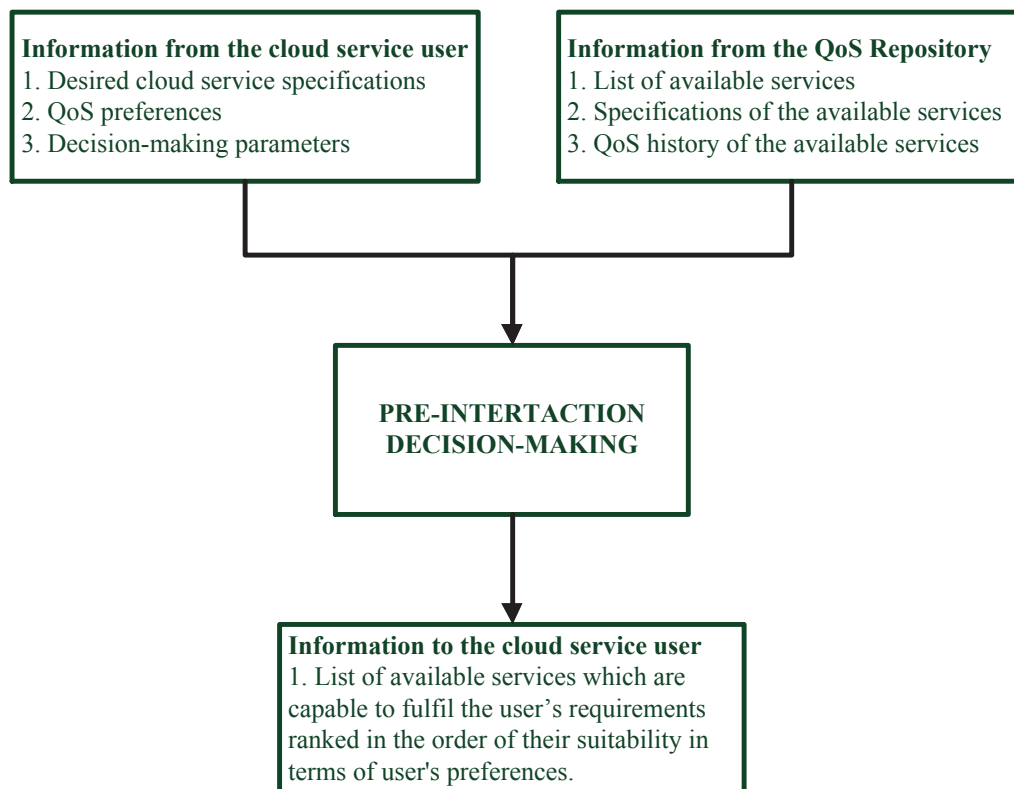 Information from the cloud service user
1. Desired cloud service specifications
2. QoS preferences
3. Decision-making parameters
Information from the QoS Repository
1. List of available services
2. Specifications of the available services
3. QoS history of the available services
PRE-INTERTACTION
DECISION-MAKING
Information to the cloud service user
1. List of available services which are
capable to fulfil the user’s requirements
ranked in the order of their suitability in
terms of user's preferences.